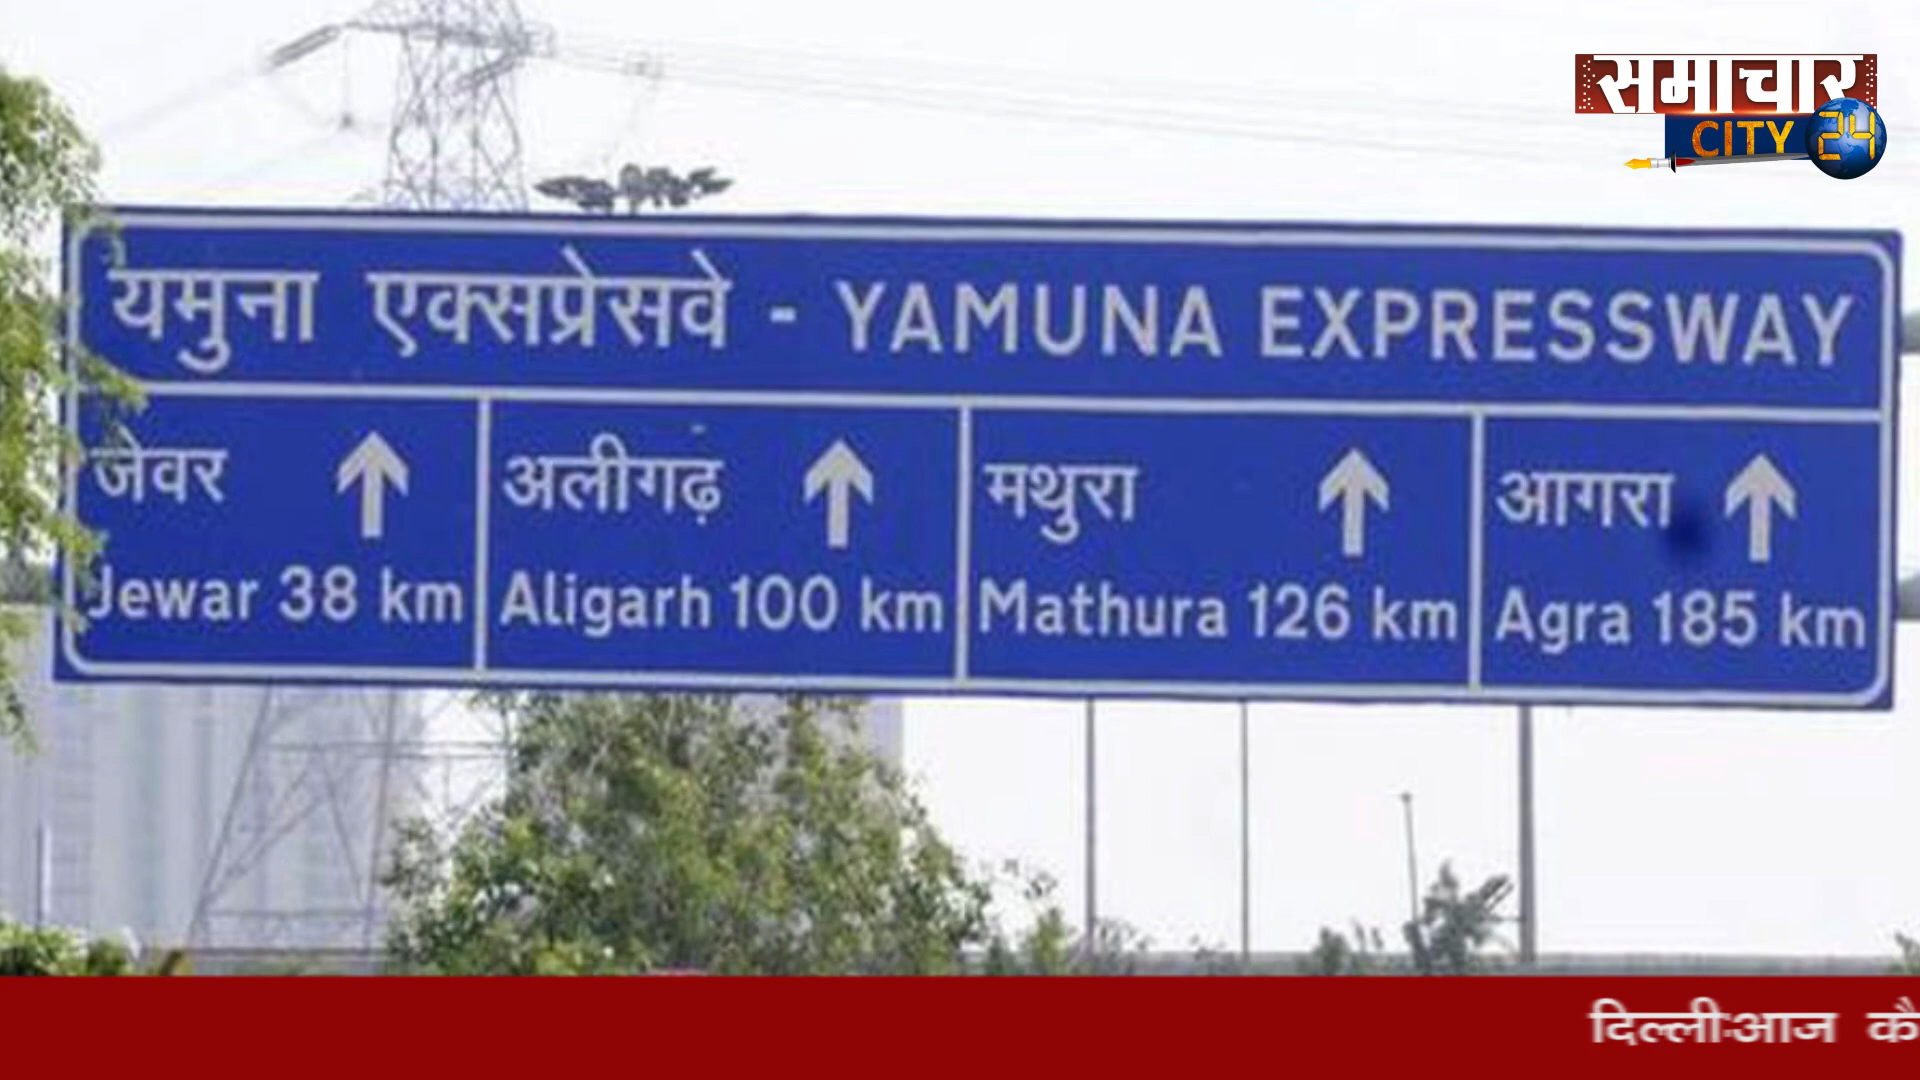 समाचार
CITY 24
यमुना एक्सप्रेसवे - YAMUNA EXPRESSWAY
जेवर
Jewar 38 km
अलीगढ़
Aligarh 100 km
मथुरा
Mathura 126 km
आगरा
Agra 185 km
दिल्ली:आज